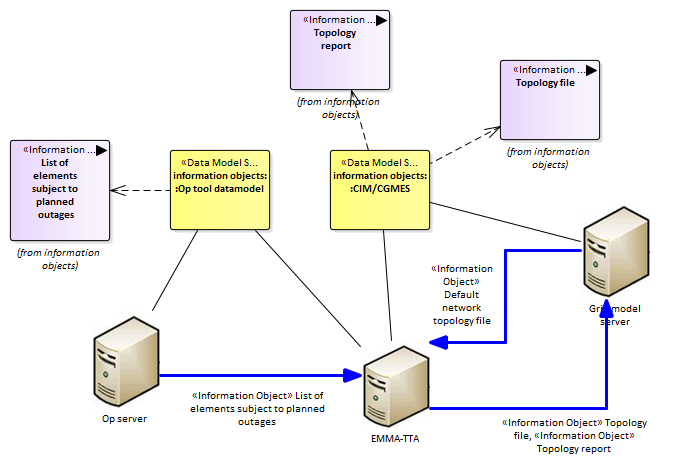 «Information ...
Topology
report
(from information
objects)
«Information ...
Topology file
(from information
objects)
«Information ...
List of
elements
subject to
planned
outages
(from information
objects)
«Data Model S...
information objects:
:Op tool datamodel
«Data Model S...
information objects:
:CIM/CGMES
«Information
Object»
Default
network
topology file
Grid model
server
Op server
«Information Object» List of
elements subject to planned
outages
EMMA-TTA
«Information Object» Topology
file, «Information Object»
Topology report